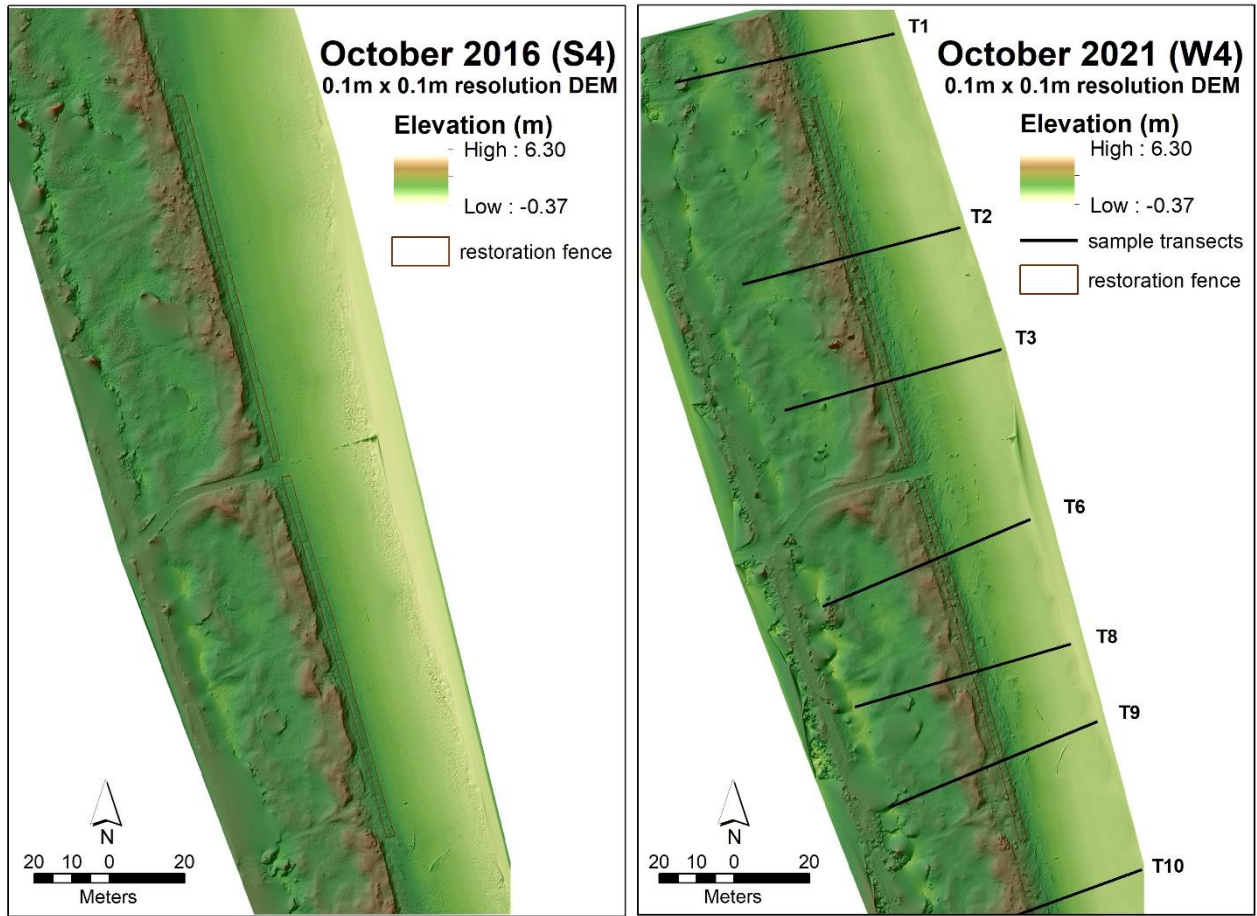 October 2016 (S4)
0.1m x 0.1m resolution DEM
Elevation (m)
High : 6.30
Low : -0.37
restoration fence
N
20 10 0 20
Meters
October 2021 (W4)
0.1m x 0.1m resolution DEM
Elevation (m)
High : 6.30
Low : -0.37
sample transects
restoration fence
T1
T2
T3
T6
T8
T9
T10
N
20 10 0 20
Meters